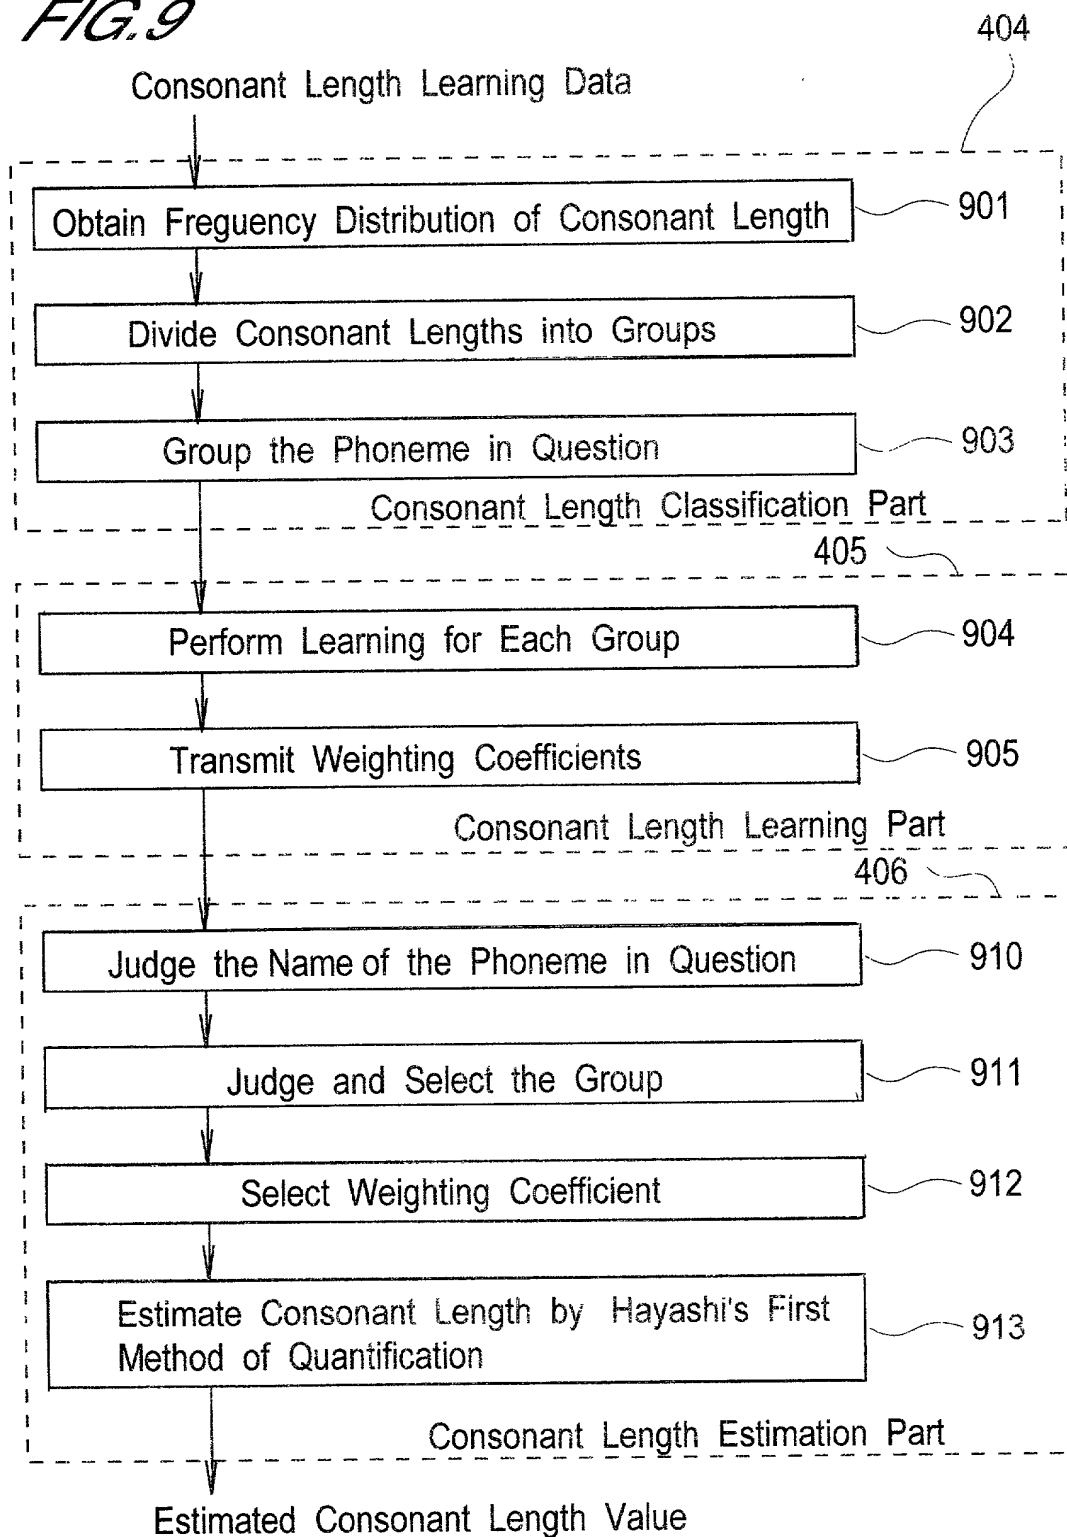 FIG.9
404
Consonant Length Learning Data
Obtain Freguency Distribution of Consonant Length
901
Divide Consonant Lengths into Groups
902
Group the Phoneme in Question
903
Consonant Length Classification Part
405
Perform Learning for Each Group
904
Transmit Weighting Coefficients
905
Consonant Length Learning Part
406
Judge the Name of the Phoneme in Question
910
Judge and Select the Group
911
Select Weighting Coefficient
912
Estimate Consonant Length by Hayashi's First
Method of Quantification
913
Consonant Length Estimation Part
Estimated Consonant Length Value